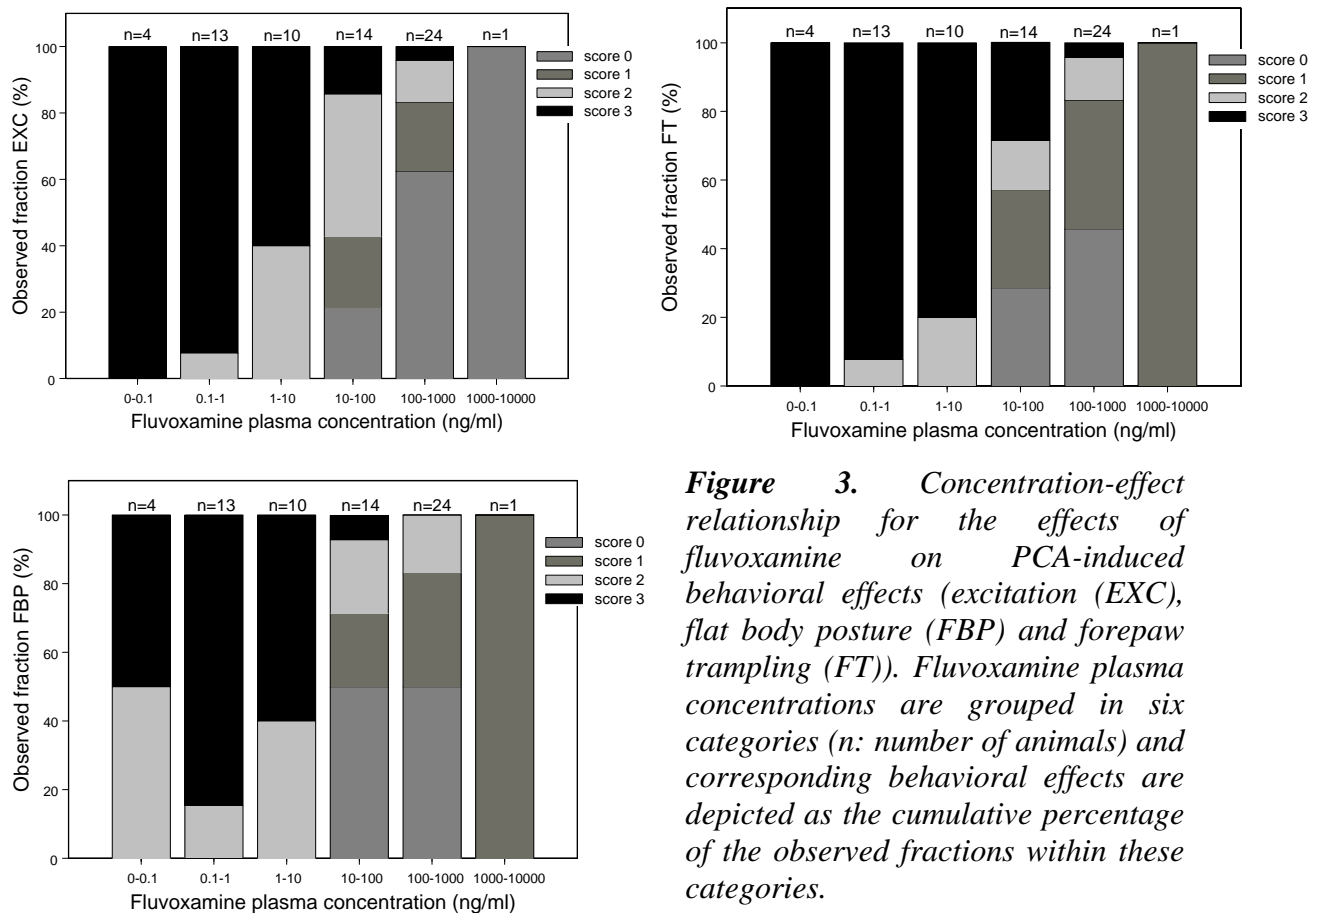 n=4 n=13 n=10 n=14 n=24 n=1
100
80
60
40
20
0
Observed fraction EXC (%)
score 0
score 1
score 2
score 3
0-0.1 0.1-1 1-10 10-100 100-1000 1000-10000
Fluvoxamine plasma concentration (ng/ml)
n=4 n=13 n=10 n=14 n=24 n=1
100
80
60
40
20
0
Observed fraction FT (%)
score 0
score 1
score 2
score 3
0-0.1 0.1-1 1-10 10-100 100-1000 1000-10000
Fluvoxamine plasma concentration (ng/ml)
n=4 n=13 n=10 n=14 n=24 n=1
100
80
60
40
20
0
Observed fraction FBP (%)
score 0
score 1
score 2
score 3
0-0.1 0.1-1 1-10 10-100 100-1000 1000-10000
Fluvoxamine plasma concentration (ng/ml)
Figure 3. Concentration-effect
relationship for the effects of
fluvoxamine on PCA-induced
behavioral effects (excitation (EXC),
flat body posture (FBP) and forepaw
trampling (FT)). Fluvoxamine plasma
concentrations are grouped in six
categories (n: number of animals) and
corresponding behavioral effects are
depicted as the cumulative percentage
of the observed fractions within these
categories.